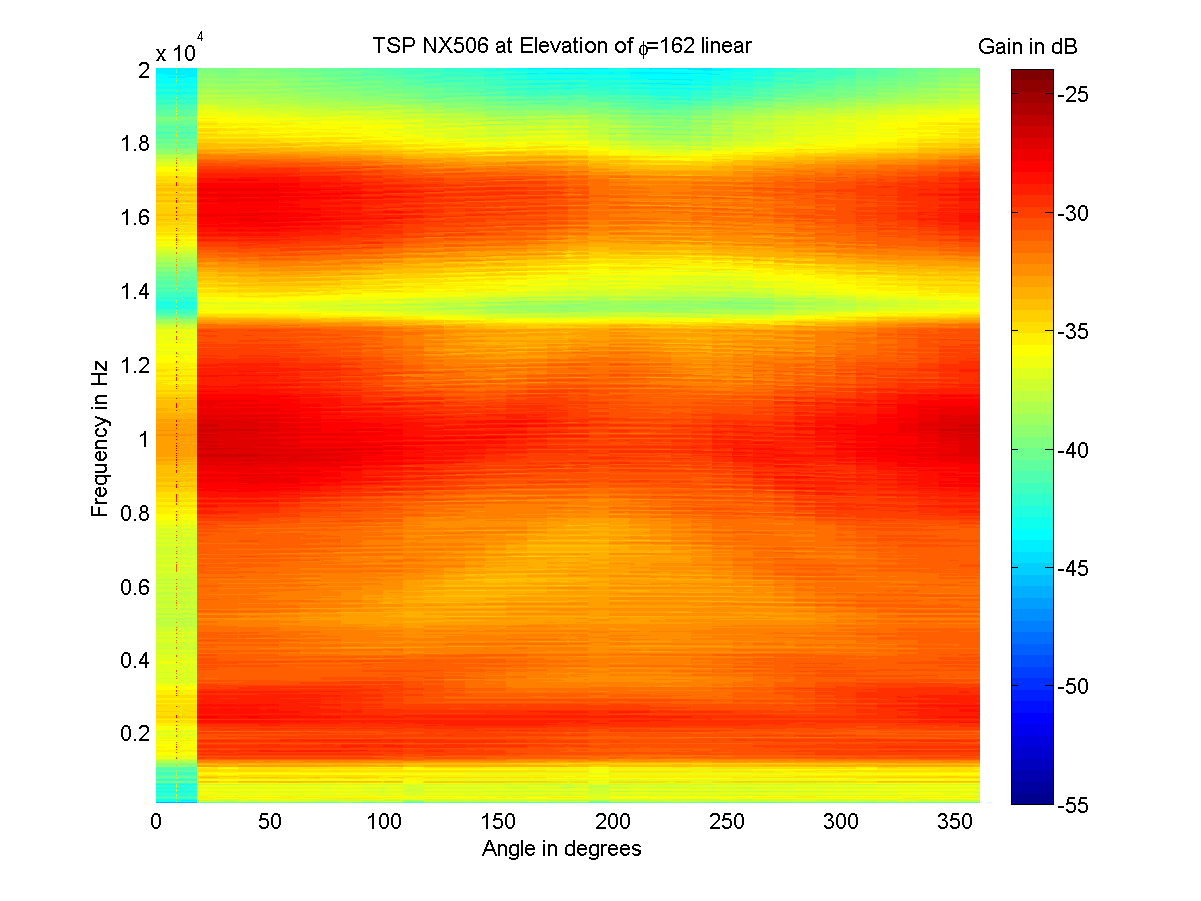 TSP NX506 at Elevation of ϕ=162 linear
Gain in dB
x 10^4
2
1.8
1.6
1.4
1.2
1
0.8
0.6
0.4
0.2
Frequency in Hz
0 50 100 150 200 250 300 350
Angle in degrees
-25
-30
-35
-40
-45
-50
-55